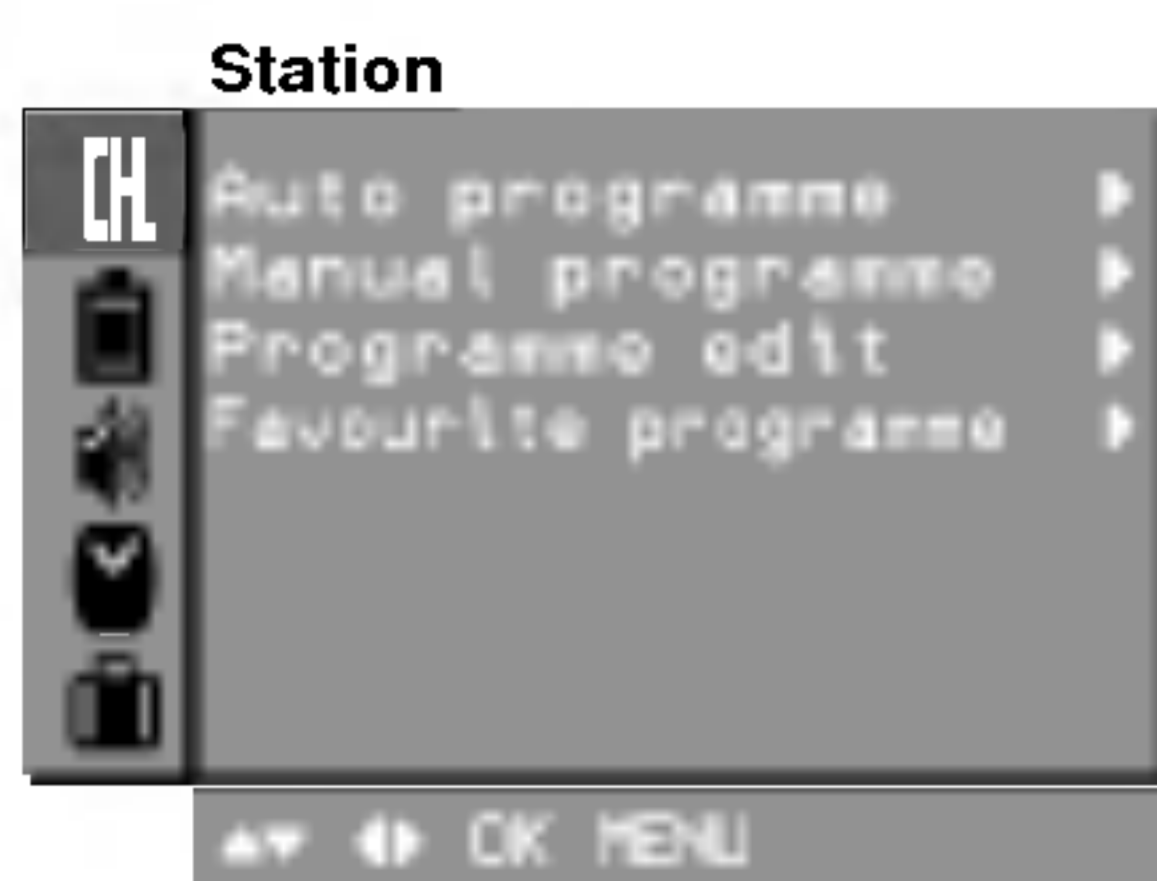 Station
CH
Auto programme
Manual programme
Programme edit
Favourite programme
▲▼ ◀▶ OK MENU